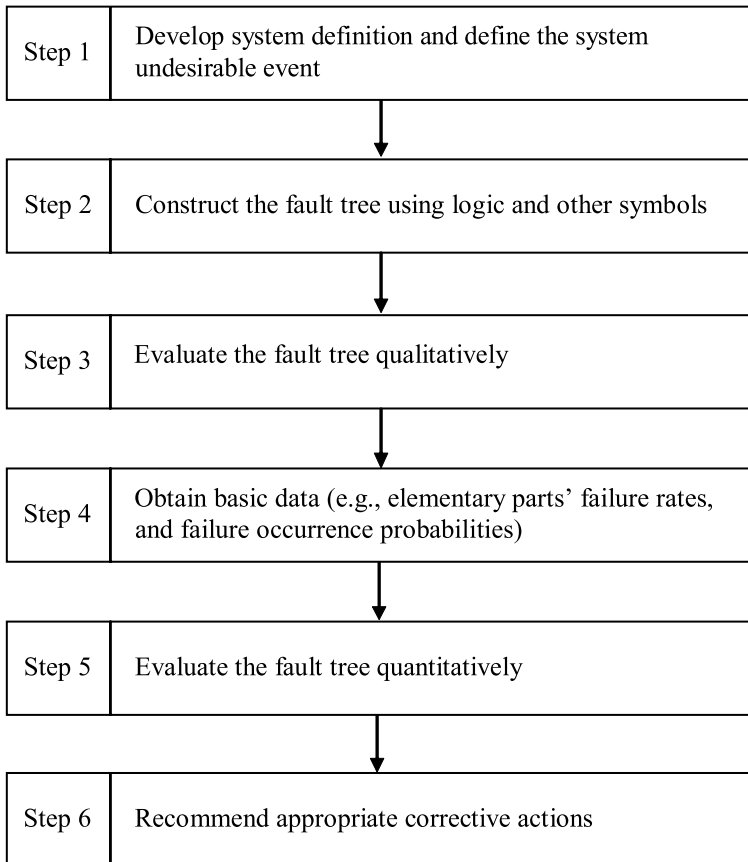 Step 1
Develop system definition and define the system
undesirable event
Step 2
Construct the fault tree using logic and other symbols
Step 3
Evaluate the fault tree qualitatively
Step 4
Obtain basic data (e.g., elementary parts’ failure rates,
and failure occurrence probabilities)
Step 5
Evaluate the fault tree quantitatively
Step 6
Recommend appropriate corrective actions